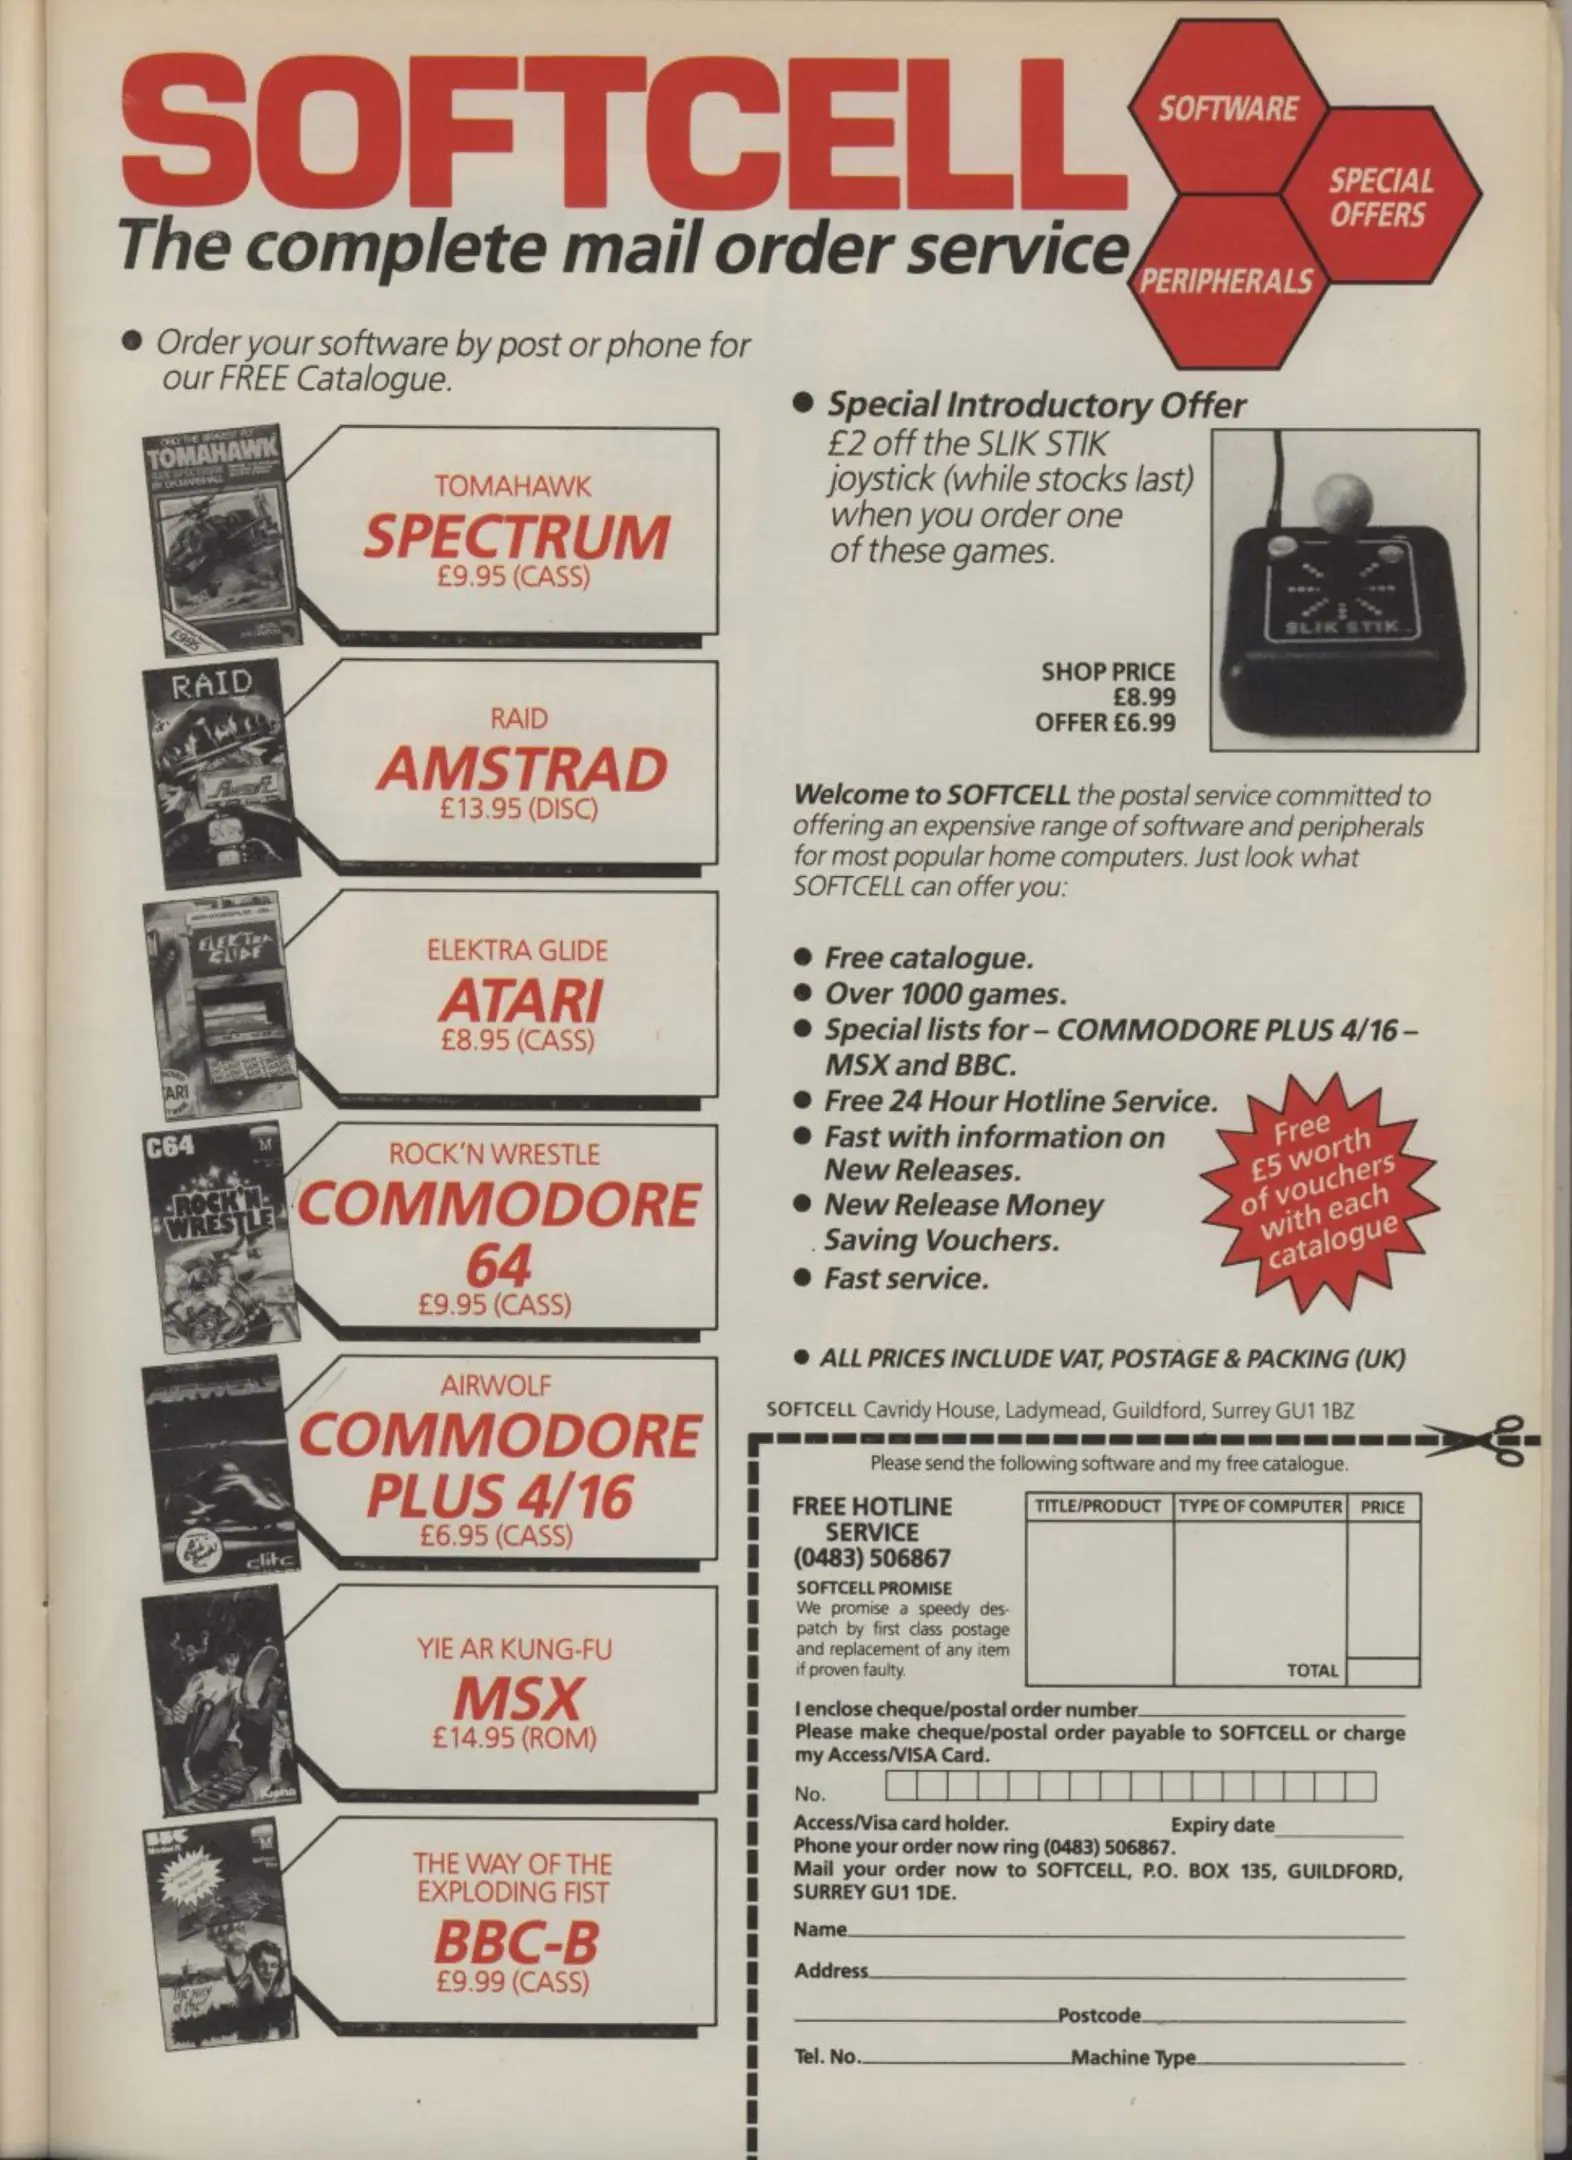 SOFTCELL
The complete mail order service
SOFTWARE
SPECIAL
OFFERS
PERIPHERALS
● Order your software by post or phone for
our FREE Catalogue.
TOMAHAWK
£9.95
TOMAHAWK
SPECTRUM
£9.95 (CASS)
RAID
RAID
AMSTRAD
£13.95 (DISC)
ELEKTRA
GLIDE
ELEKTRA GLIDE
ATARI
£8.95 (CASS)
C64
M
ROCK'N
WRESTLE
ROCK'N WRESTLE
COMMODORE
64
£9.95 (CASS)
AIRWOLF
elite
AIRWOLF
COMMODORE
PLUS 4/16
£6.95 (CASS)
YIE AR KUNG-FU
MSX
£14.95 (ROM)
BBC
M
The way
of the
THE WAY OF THE
EXPLODING FIST
BBC-B
£9.99 (CASS)
● Special Introductory Offer
£2 off the SLIK STIK
joystick (while stocks last)
when you order one
of these games.
SLIK STIK
SHOP PRICE
£8.99
OFFER £6.99
Welcome to SOFTCELL the postal service committed to
offering an expensive range of software and peripherals
for most popular home computers. Just look what
SOFTCELL can offer you:
● Free catalogue.
● Over 1000 games.
● Special lists for – COMMODORE PLUS 4/16 –
MSX and BBC.
● Free 24 Hour Hotline Service.
● Fast with information on
New Releases.
● New Release Money
Saving Vouchers.
● Fast service.
Free
£5 worth
of vouchers
with each
catalogue
● ALL PRICES INCLUDE VAT, POSTAGE & PACKING (UK)
SOFTCELL Cavridy House, Ladymead, Guildford, Surrey GU1 1BZ
Please send the following software and my free catalogue.
FREE HOTLINE
SERVICE
(0483) 506867
SOFTCELL PROMISE
We promise a speedy des-
patch by first class postage
and replacement of any item
if proven faulty.
TITLE/PRODUCT TYPE OF COMPUTER PRICE
TOTAL
I enclose cheque/postal order number
Please make cheque/postal order payable to SOFTCELL or charge
my Access/VISA Card.
No.
Access/Visa card holder. Expiry date
Phone your order now ring (0483) 506867.
Mail your order now to SOFTCELL, P.O. BOX 135, GUILDFORD,
SURREY GU1 1DE.
Name
Address
Postcode
Tel. No. Machine Type